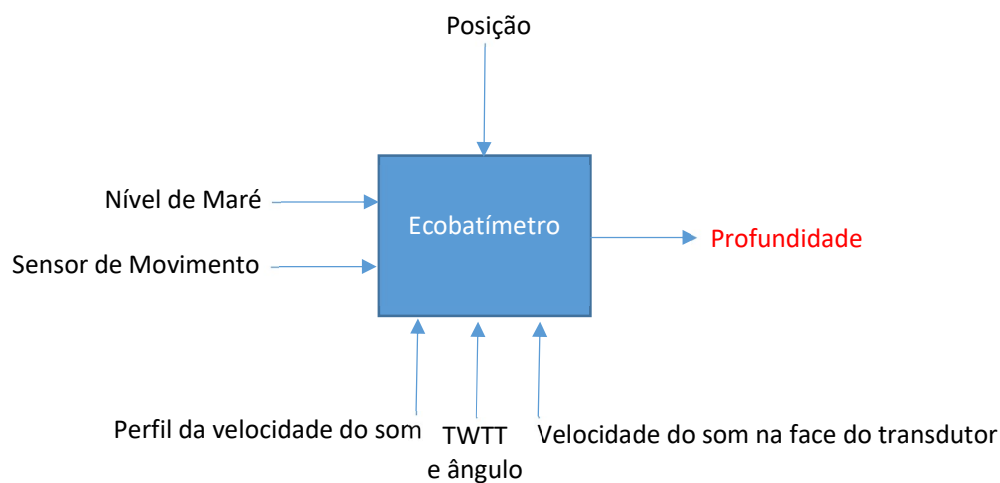 Posição
Nível de Maré
Ecobatímetro
Profundidade
Sensor de Movimento
Perfil da velocidade do som
TWTT
e ângulo
Velocidade do som na face do transdutor